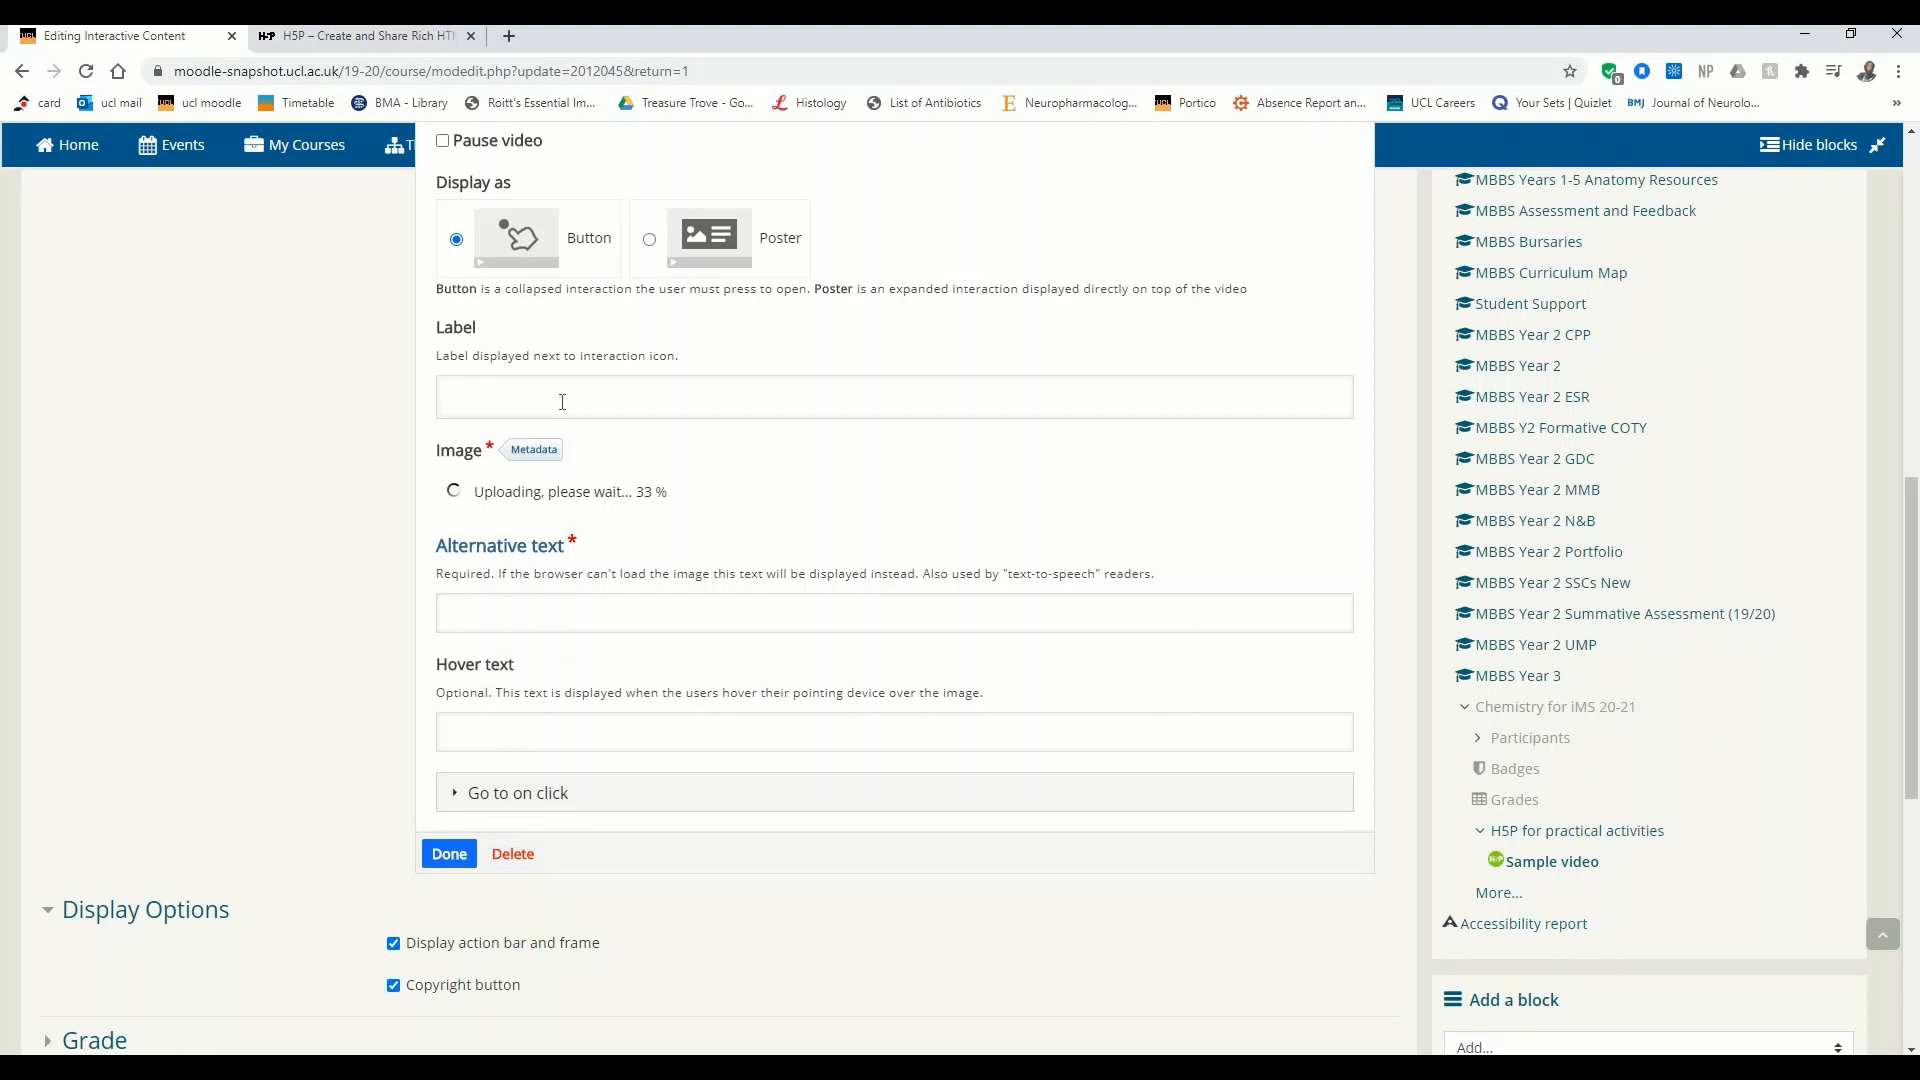 Editing Interactive Content
H5P – Create and Share Rich HT
moodle-snapshot.ucl.ac.uk/19-20/course/modedit.php?update=2012045&return=1
NP
card
ucl mail
ucl moodle
Timetable
BMA - Library
Roitt's Essential Im...
Treasure Trove - Go...
Histology
List of Antibiotics
Neuropharmacolog...
Portico
Absence Report an...
UCL Careers
Your Sets | Quizlet
BMJ Journal of Neurolo...
Home
Events
My Courses
T
Hide blocks
Pause video
Display as
Button
Poster
Button is a collapsed interaction the user must press to open. Poster is an expanded interaction displayed directly on top of the video
Label
Label displayed next to interaction icon.
Image * Metadata
Uploading, please wait... 33 %
Alternative text *
Required. If the browser can't load the image this text will be displayed instead. Also used by "text-to-speech" readers.
Hover text
Optional. This text is displayed when the users hover their pointing device over the image.
Go to on click
Done
Delete
Display Options
Display action bar and frame
Copyright button
Grade
MBBS Years 1-5 Anatomy Resources
MBBS Assessment and Feedback
MBBS Bursaries
MBBS Curriculum Map
Student Support
MBBS Year 2 CPP
MBBS Year 2
MBBS Year 2 ESR
MBBS Y2 Formative COTY
MBBS Year 2 GDC
MBBS Year 2 MMB
MBBS Year 2 N&B
MBBS Year 2 Portfolio
MBBS Year 2 SSCs New
MBBS Year 2 Summative Assessment (19/20)
MBBS Year 2 UMP
MBBS Year 3
Chemistry for iMS 20-21
Participants
Badges
Grades
H5P for practical activities
Sample video
More...
Accessibility report
Add a block
Add...